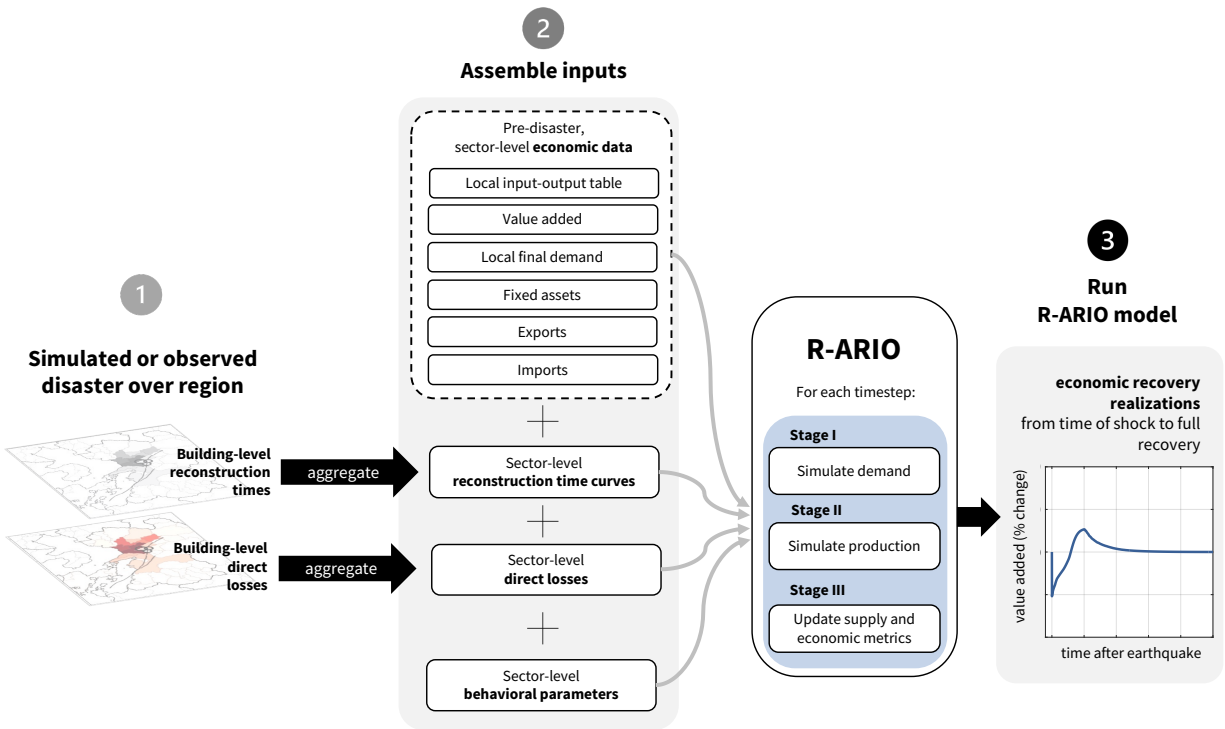 1
Simulated or observed
disaster over region
Building-level
reconstruction
times
aggregate
Building-level
direct
losses
aggregate
2
Assemble inputs
Pre-disaster,
sector-level economic data
Local input-output table
Value added
Local final demand
Fixed assets
Exports
Imports
Sector-level
reconstruction time curves
Sector-level
direct losses
Sector-level
behavioral parameters
R-ARIO
For each timestep:
Stage I
Simulate demand
Stage II
Simulate production
Stage III
Update supply and
economic metrics
3
Run
R-ARIO model
economic recovery
realizations
from time of shock to full
recovery
value added (% change)
time after earthquake